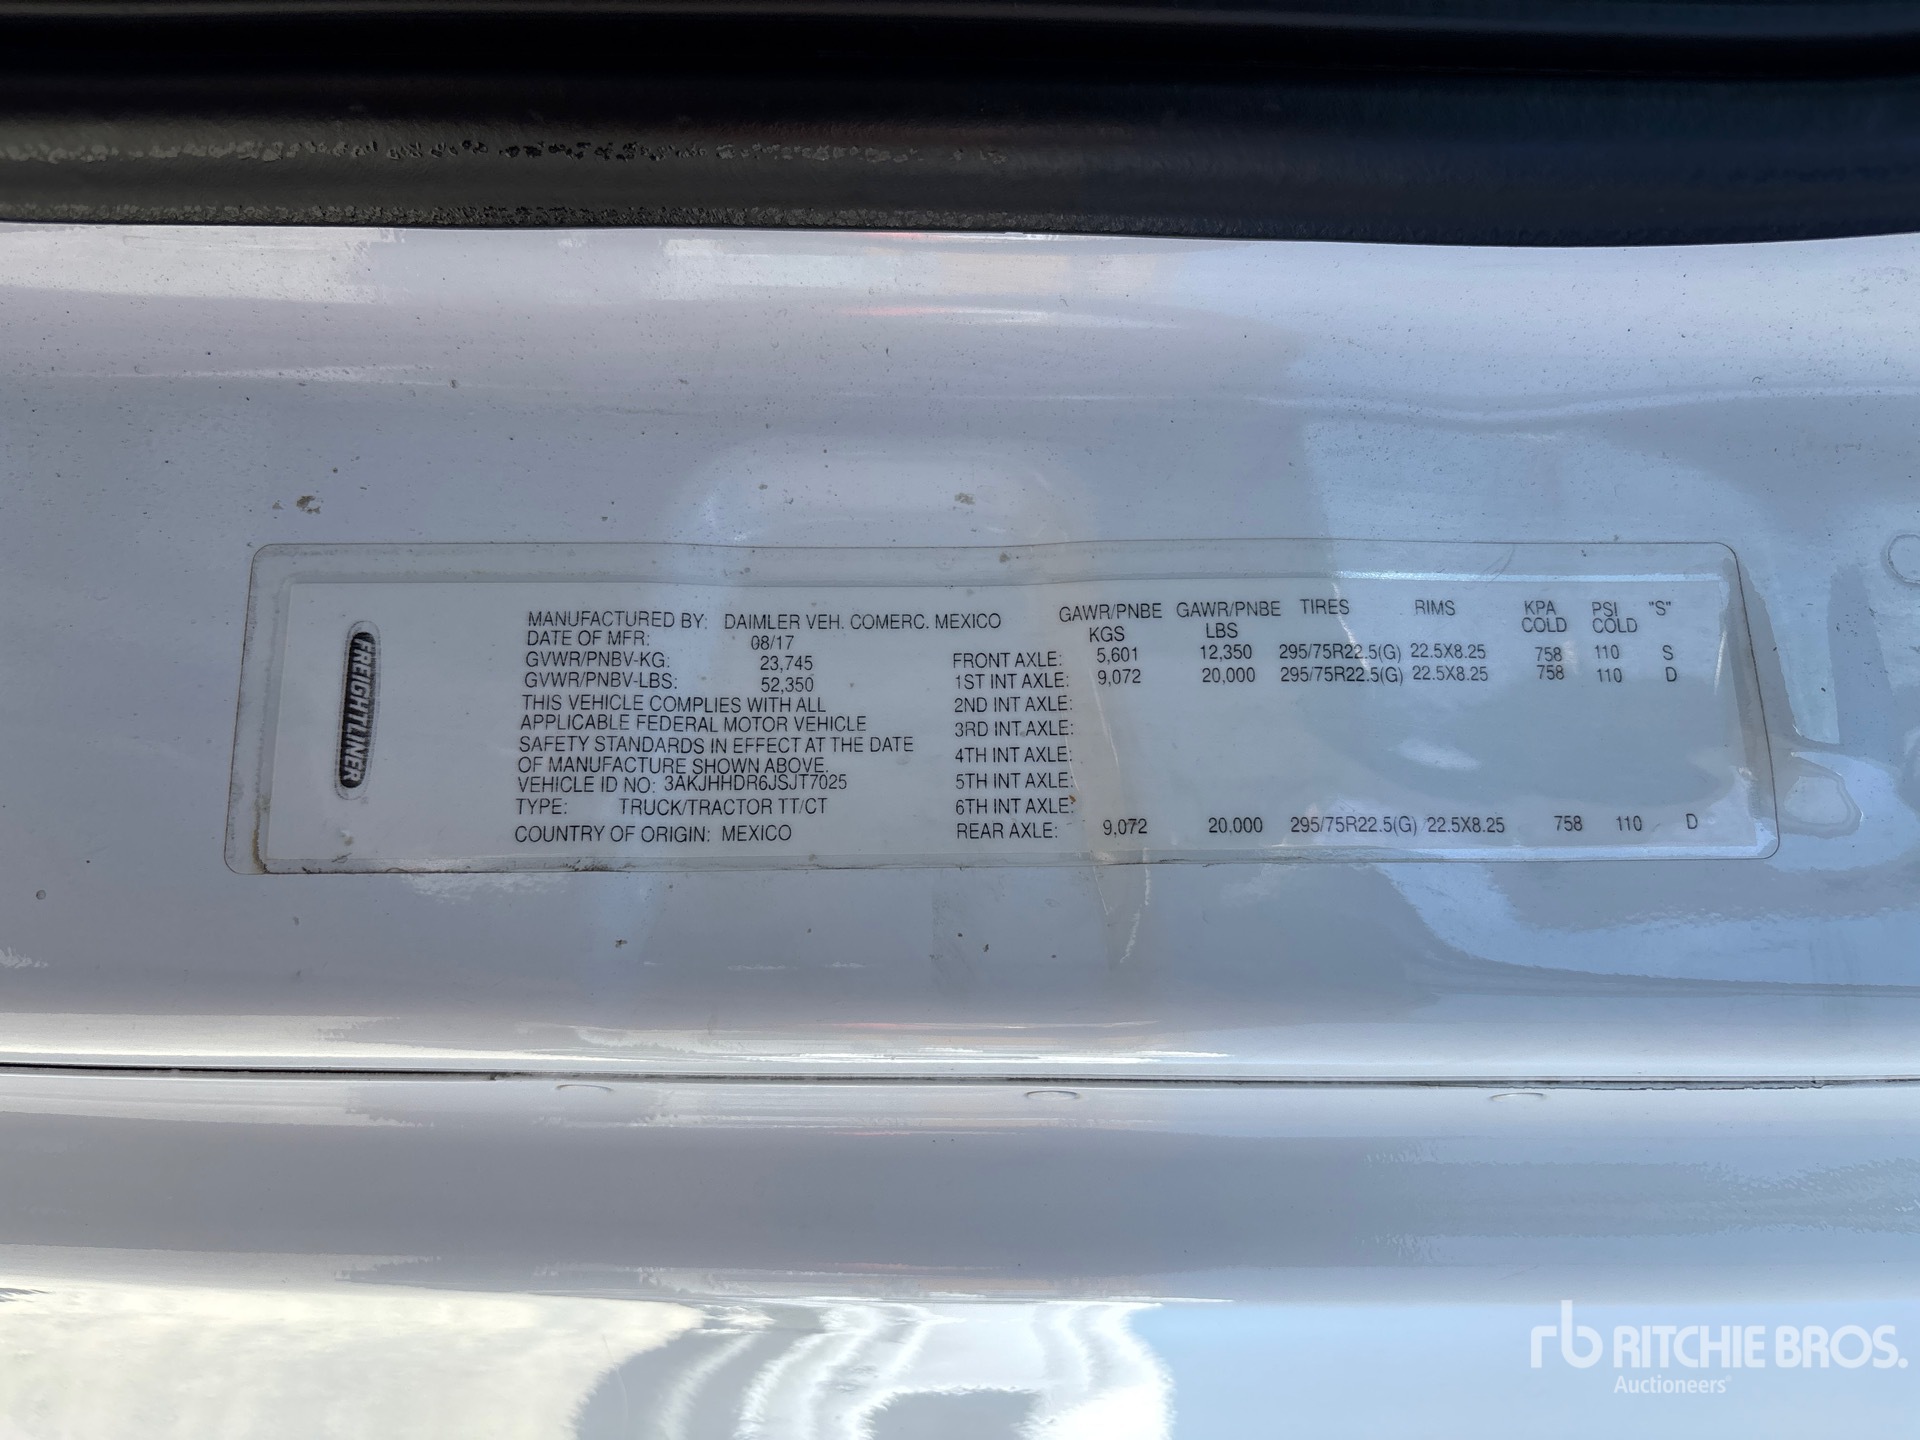 FREIGHTLINER
MANUFACTURED BY: DAIMLER VEH. COMERC. MEXICO
DATE OF MFR: 08/17
GVWR/PNBV-KG: 23,745
GVWR/PNBV-LBS: 52,350
THIS VEHICLE COMPLIES WITH ALL
APPLICABLE FEDERAL MOTOR VEHICLE
SAFETY STANDARDS IN EFFECT AT THE DATE
OF MANUFACTURE SHOWN ABOVE.
VEHICLE ID NO: 3AKJHHDR6JSJT7025
TYPE: TRUCK/TRACTOR TT/CT
COUNTRY OF ORIGIN: MEXICO
GAWR/PNBE GAWR/PNBE TIRES RIMS KPA PSI "S"
KGS LBS COLD COLD
FRONT AXLE: 5,601 12,350 295/75R22.5(G) 22.5X8.25 758 110 S
1ST INT AXLE: 9,072 20,000 295/75R22.5(G) 22.5X8.25 758 110 D
2ND INT AXLE:
3RD INT AXLE:
4TH INT AXLE:
5TH INT AXLE:
6TH INT AXLE:
REAR AXLE: 9,072 20.000 295/75R22.5(G) 22.5X8.25 758 110 D
rb RITCHIE BROS.
Auctioneers